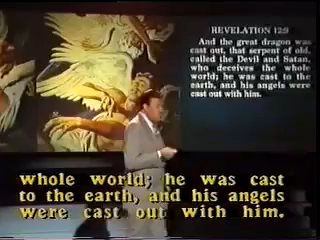 REVELATION 12:9
And the great dragon was
cast out, that serpent of old,
called the Devil and Satan,
who deceives the whole
world; he was cast to the
earth, and his angels were
cast out with him.
whole world; he was cast
to the earth, and his angels
were cast out with him.